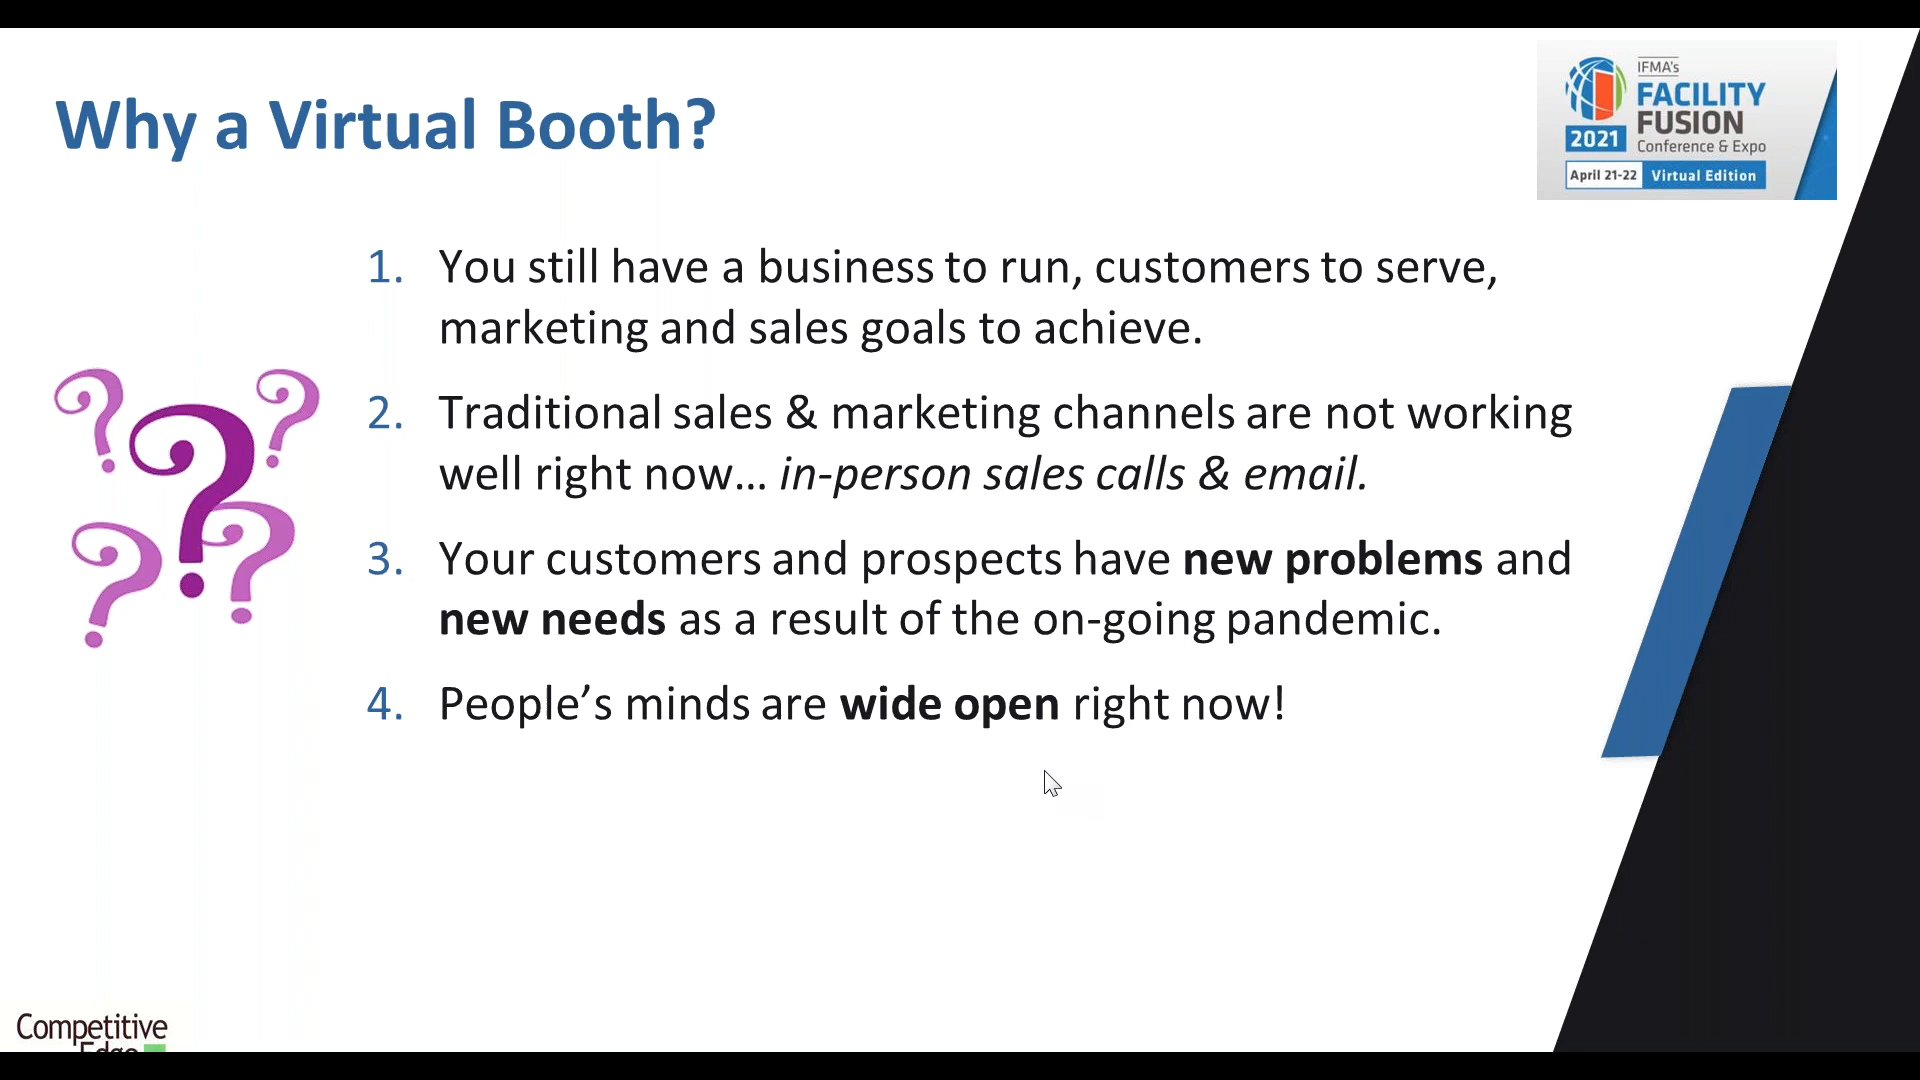 Why a Virtual Booth?
IFMA's
FACILITY
FUSION
2021
Conference & Expo
April 21-22 Virtual Edition
1. You still have a business to run, customers to serve,
marketing and sales goals to achieve.
2. Traditional sales & marketing channels are not working
well right now... in-person sales calls & email.
3. Your customers and prospects have new problems and
new needs as a result of the on-going pandemic.
4. People’s minds are wide open right now!
Competitive
Edge